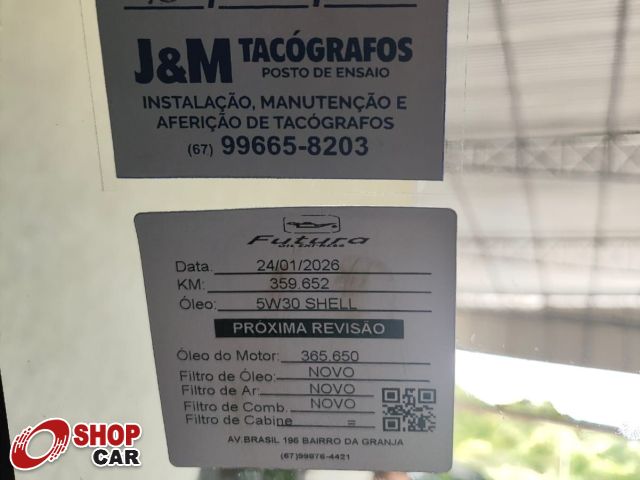 J&M TACÓGRAFOS
POSTO DE ENSAIO
INSTALAÇÃO, MANUTENÇÃO E
AFERIÇÃO DE TACÓGRAFOS
(67) 99665-8203
Futura
Data: 24/01/2026
KM: 359.652
Óleo: 5W30 SHELL
PRÓXIMA REVISÃO
Óleo do Motor: 365.650
Filtro de Óleo: NOVO
Filtro de Ar: NOVO
Filtro de Comb. NOVO
Filtro de Cabine =
AV.BRASIL 196 BAIRRO DA GRANJA
(67)99876-4421
SHOP
CAR